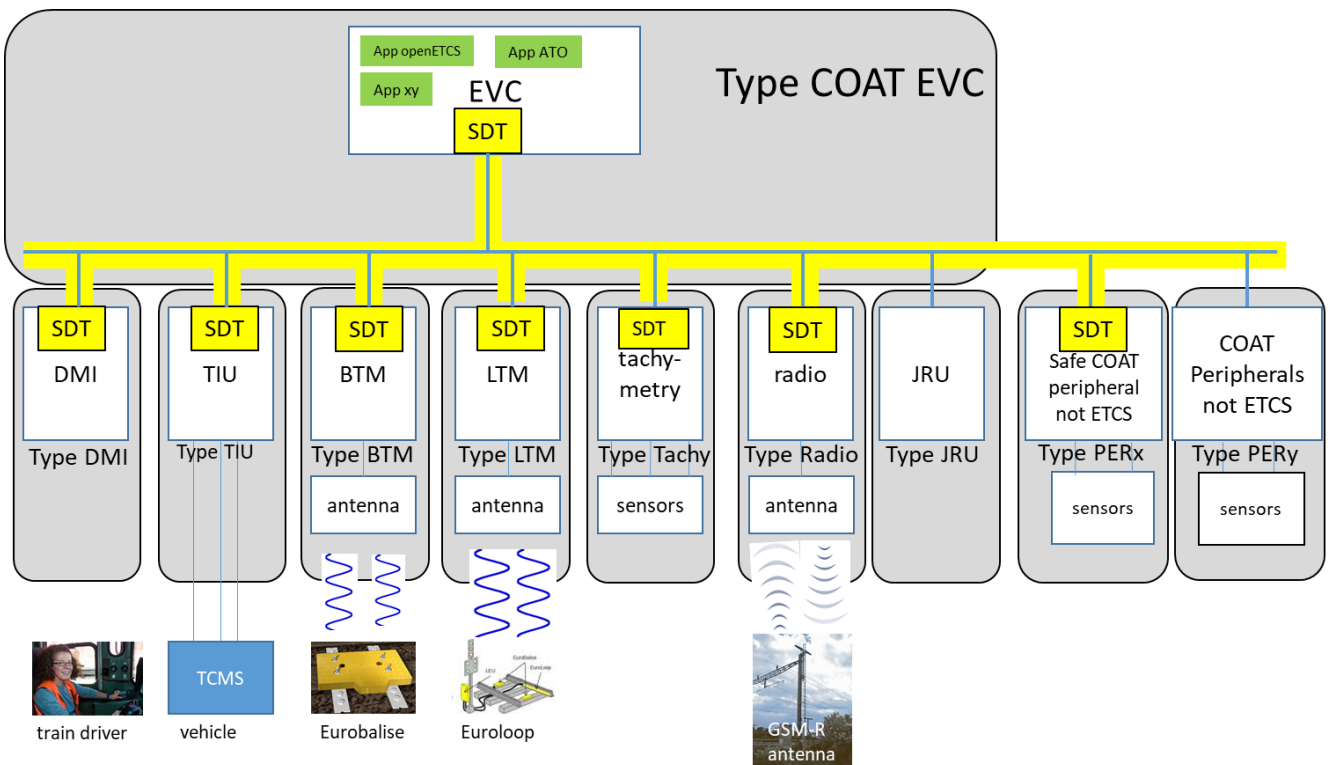 App openETCS
App ATO
App xy
EVC
SDT
Type COAT EVC
SDT
DMI
Type DMI
SDT
TIU
Type TIU
SDT
BTM
Type BTM
antenna
SDT
LTM
Type LTM
antenna
SDT
tachy-
metry
Type Tachy
sensors
SDT
radio
Type Radio
antenna
JRU
Type JRU
SDT
Safe COAT
peripheral
not ETCS
Type PERx
sensors
COAT
Peripherals
not ETCS
Type PERy
sensors
train driver
TCMS
vehicle
Eurobalise
LEU
EuroBalise
EuroLoop
Euroloop
GSM-R
antenna